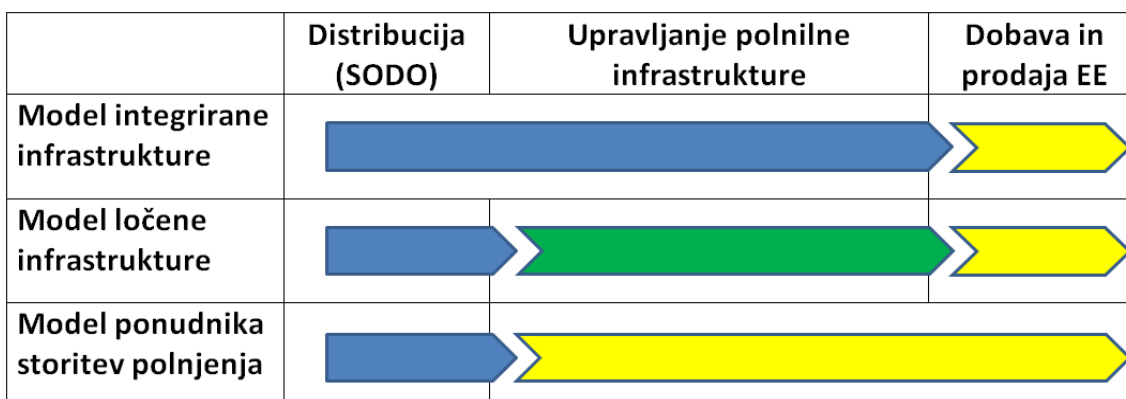 Distribucija
(SODO)
Upravljanje polnilne
infrastrukture
Dobava in
prodaja EE
Model integrirane
infrastrukture
Model ločene
infrastrukture
Model ponudnika
storitev polnjenja